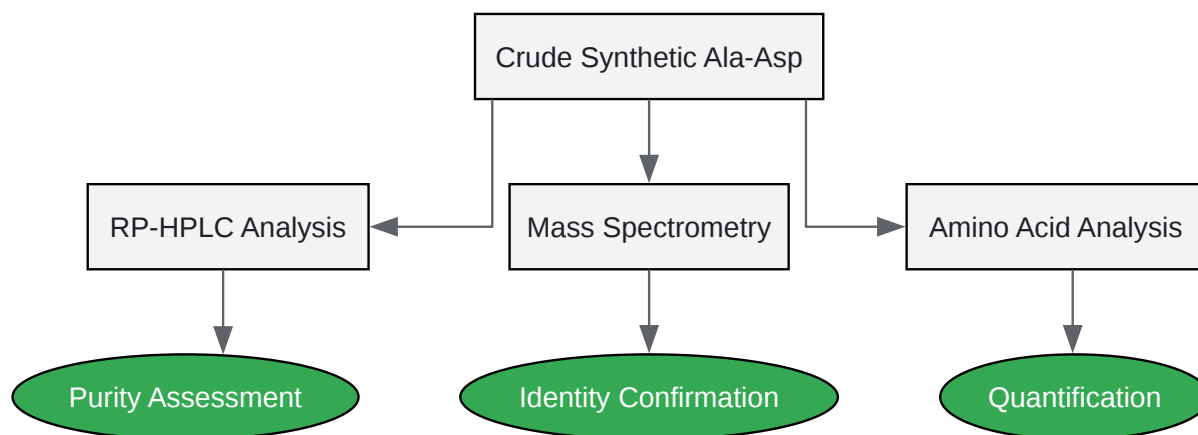 Crude Synthetic Ala-Asp
RP-HPLC Analysis
Mass Spectrometry
Amino Acid Analysis
Purity Assessment
Identity Confirmation
Quantification